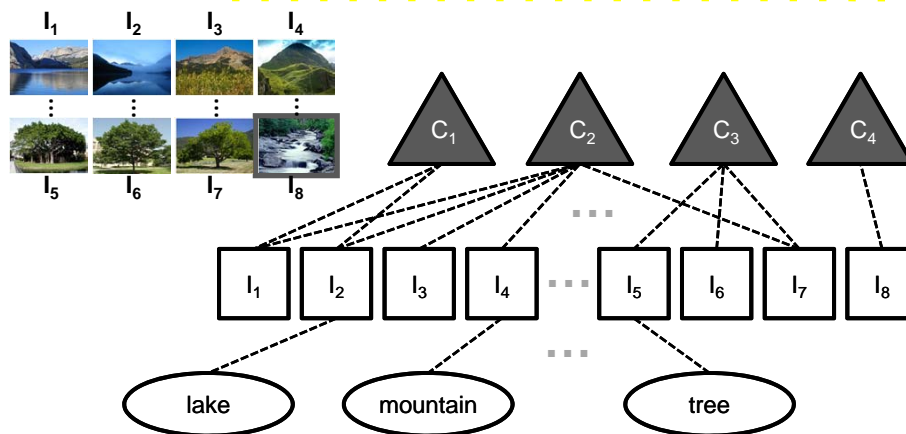 I1 I2 I3 I4
I5 I6 I7 I8
C1 C2 C3 C4
I1 I2 I3 I4 I5 I6 I7 I8
lake mountain tree